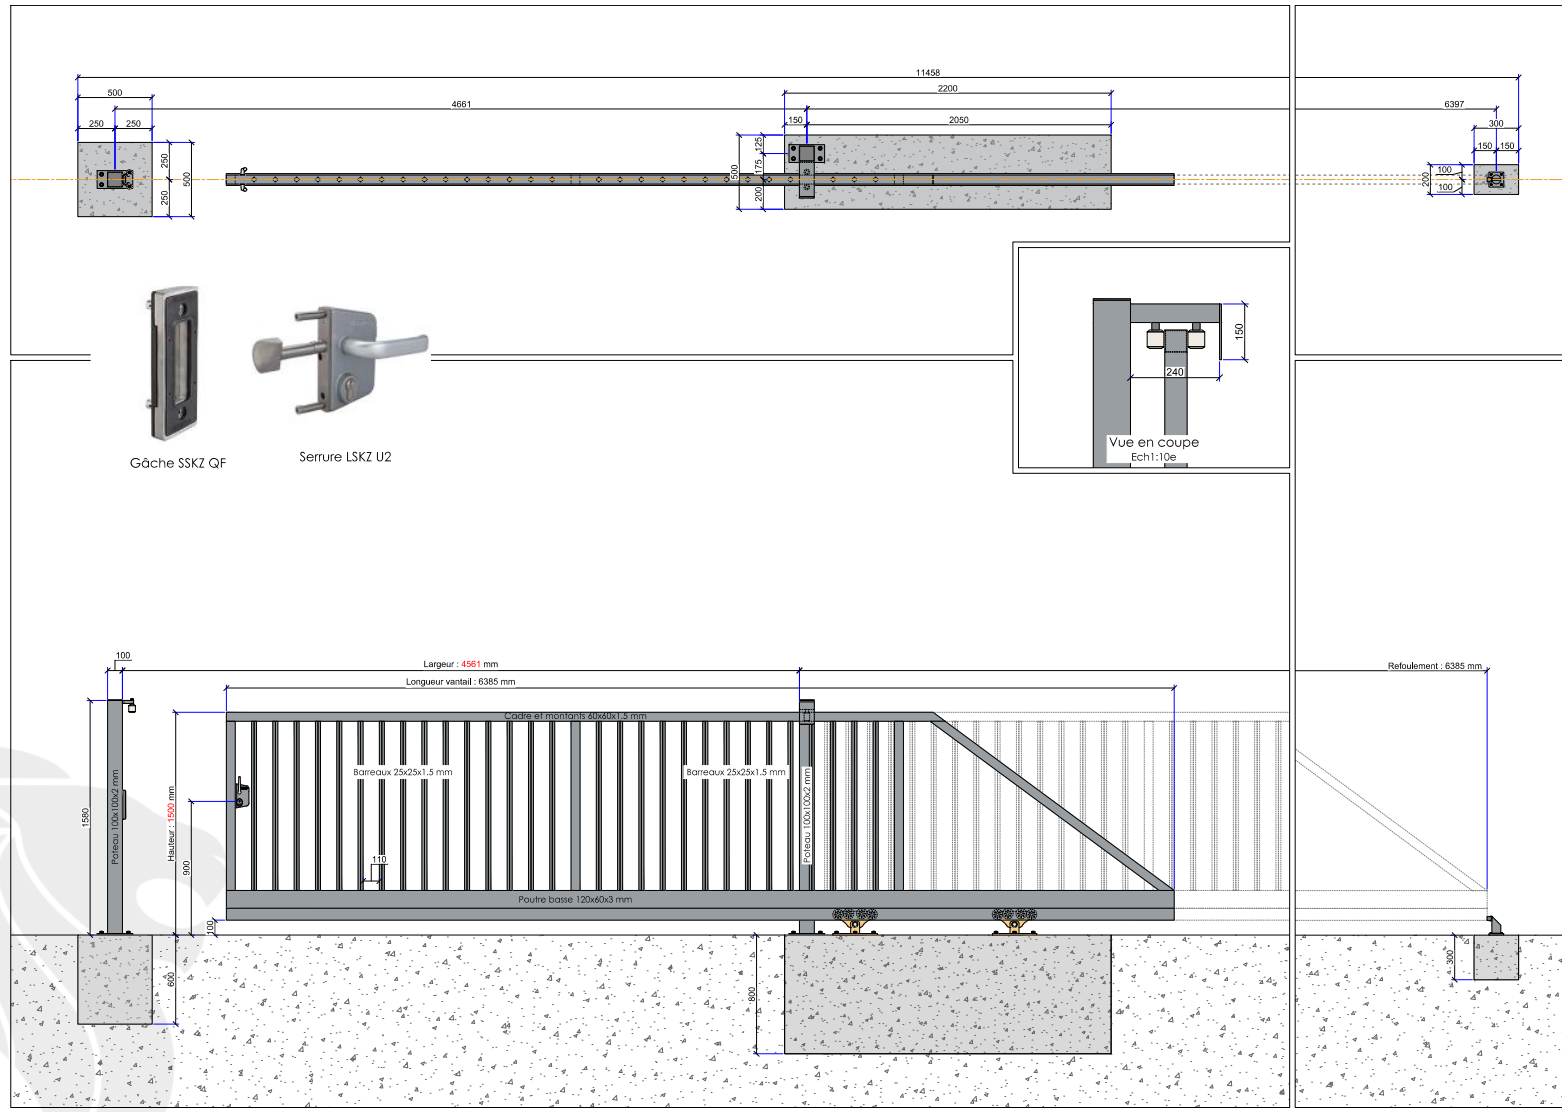 11458
500
2200
4661
6397
250
250
150
2050
300
150
150
250
250
500
125
175
200
500
100
100
200
150
240
Vue en coupe
Ech1:10e
Gâche SSKZ QF
Serrure LSKZ U2
100
Largeur : 4561 mm
Refoulement : 6385 mm
Longueur vantail : 6385 mm
Cadre et montants 60x60x1.5 mm
Barreaux 25x25x1.5 mm
Barreaux 25x25x1.5 mm
Poteau 100x100x2 mm
Poteau 100x100x2 mm
1580
Hauteur : 1500 mm
900
110
Poutre basse 120x60x3 mm
100
600
800
300